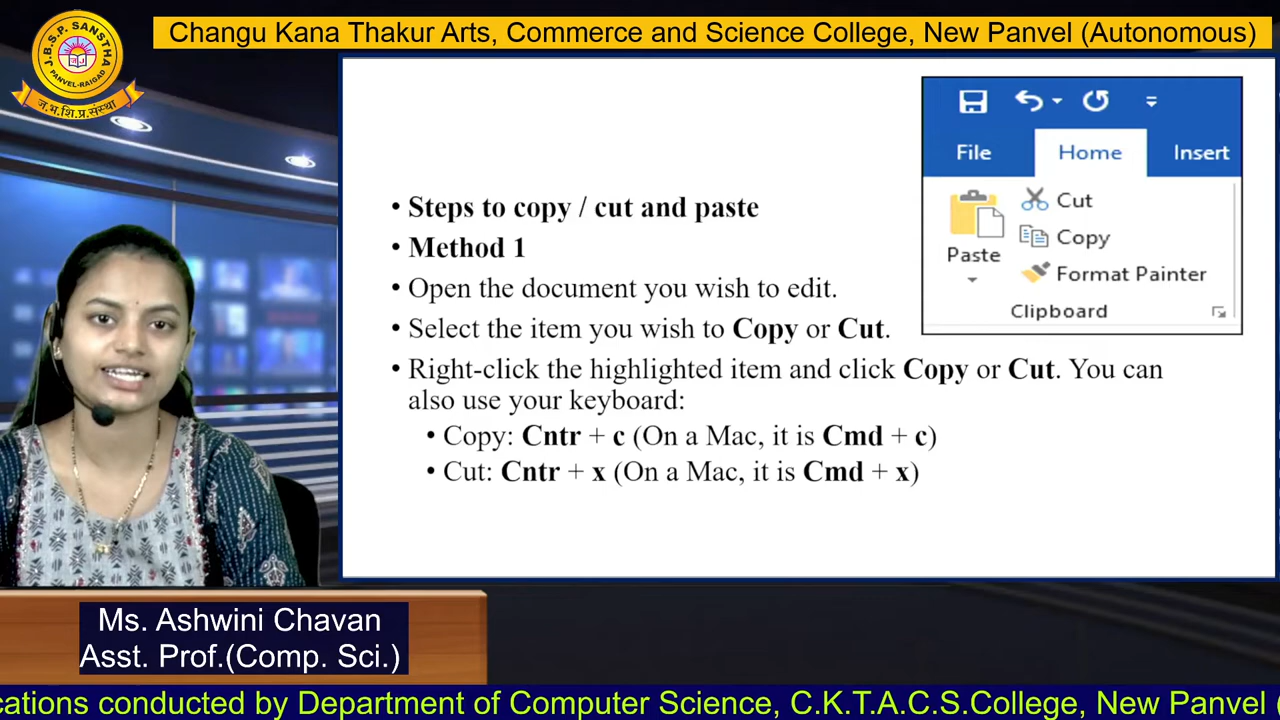 J.B.S.P. SANSTHA
PANVEL-RAIGAD
ज.भ.शि.प्र.संस्था
Changu Kana Thakur Arts, Commerce and Science College, New Panvel (Autonomous)
File Home Insert
Cut
Copy
Paste
Format Painter
Clipboard
• Steps to copy / cut and paste
• Method 1
• Open the document you wish to edit.
• Select the item you wish to Copy or Cut.
• Right-click the highlighted item and click Copy or Cut. You can
also use your keyboard:
• Copy: Cntr + c (On a Mac, it is Cmd + c)
• Cut: Cntr + x (On a Mac, it is Cmd + x)
Ms. Ashwini Chavan
Asst. Prof.(Comp. Sci.)
cations conducted by Department of Computer Science, C.K.T.A.C.S.College, New Panvel